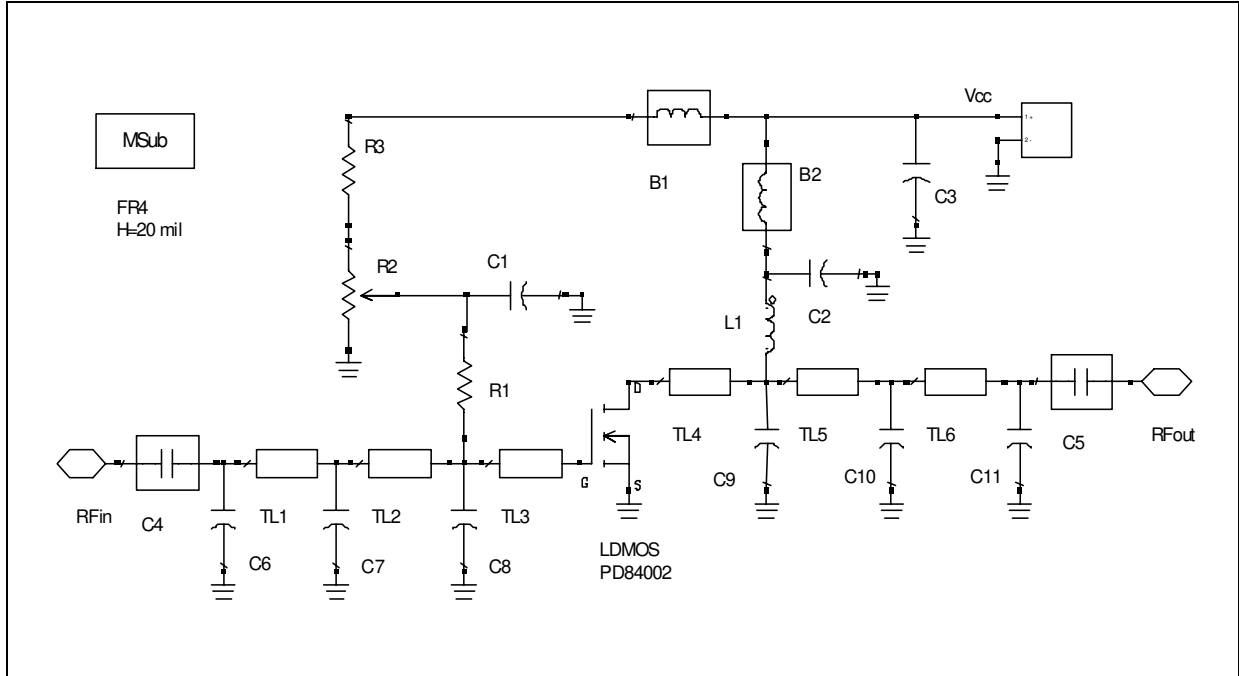 Vcc
1+
2-
MSub
FR4
H=20 mil
R3
B1
B2
C3
R2
C1
C2
L1
R1
D
G
S
TL4
TL5
TL6
C5
RFout
C9
C10
C11
RFin
C4
TL1
TL2
TL3
C6
C7
C8
LDMOS
PD84002